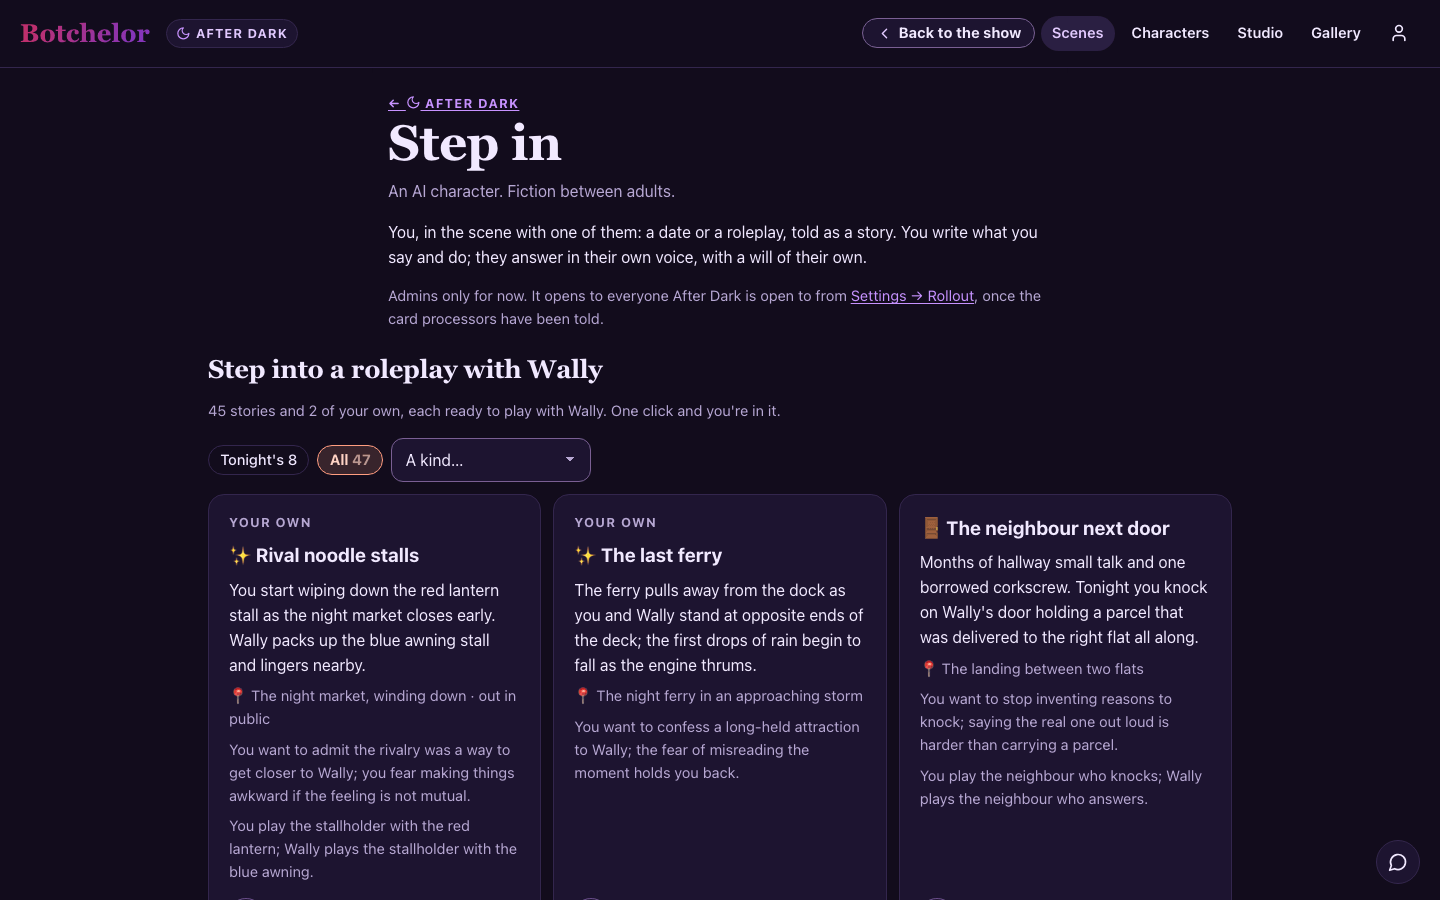 Botchelor
AFTER DARK
Back to the show
Scenes
Characters
Studio
Gallery
← AFTER DARK
Step in
An AI character. Fiction between adults.
You, in the scene with one of them: a date or a roleplay, told as a story. You write what you
say and do; they answer in their own voice, with a will of their own.
Admins only for now. It opens to everyone After Dark is open to from Settings → Rollout, once the
card processors have been told.
Step into a roleplay with Wally
45 stories and 2 of your own, each ready to play with Wally. One click and you're in it.
Tonight's 8
All 47
A kind...
YOUR OWN
✨ Rival noodle stalls
You start wiping down the red lantern
stall as the night market closes early.
Wally packs up the blue awning stall
and lingers nearby.
📍 The night market, winding down · out in
public
You want to admit the rivalry was a way to
get closer to Wally; you fear making things
awkward if the feeling is not mutual.
You play the stallholder with the red
lantern; Wally plays the stallholder with the
blue awning.
YOUR OWN
✨ The last ferry
The ferry pulls away from the dock as
you and Wally stand at opposite ends of
the deck; the first drops of rain begin to
fall as the engine thrums.
📍 The night ferry in an approaching storm
You want to confess a long-held attraction
to Wally; the fear of misreading the
moment holds you back.
🚪 The neighbour next door
Months of hallway small talk and one
borrowed corkscrew. Tonight you knock
on Wally's door holding a parcel that
was delivered to the right flat all along.
📍 The landing between two flats
You want to stop inventing reasons to
knock; saying the real one out loud is
harder than carrying a parcel.
You play the neighbour who knocks; Wally
plays the neighbour who answers.